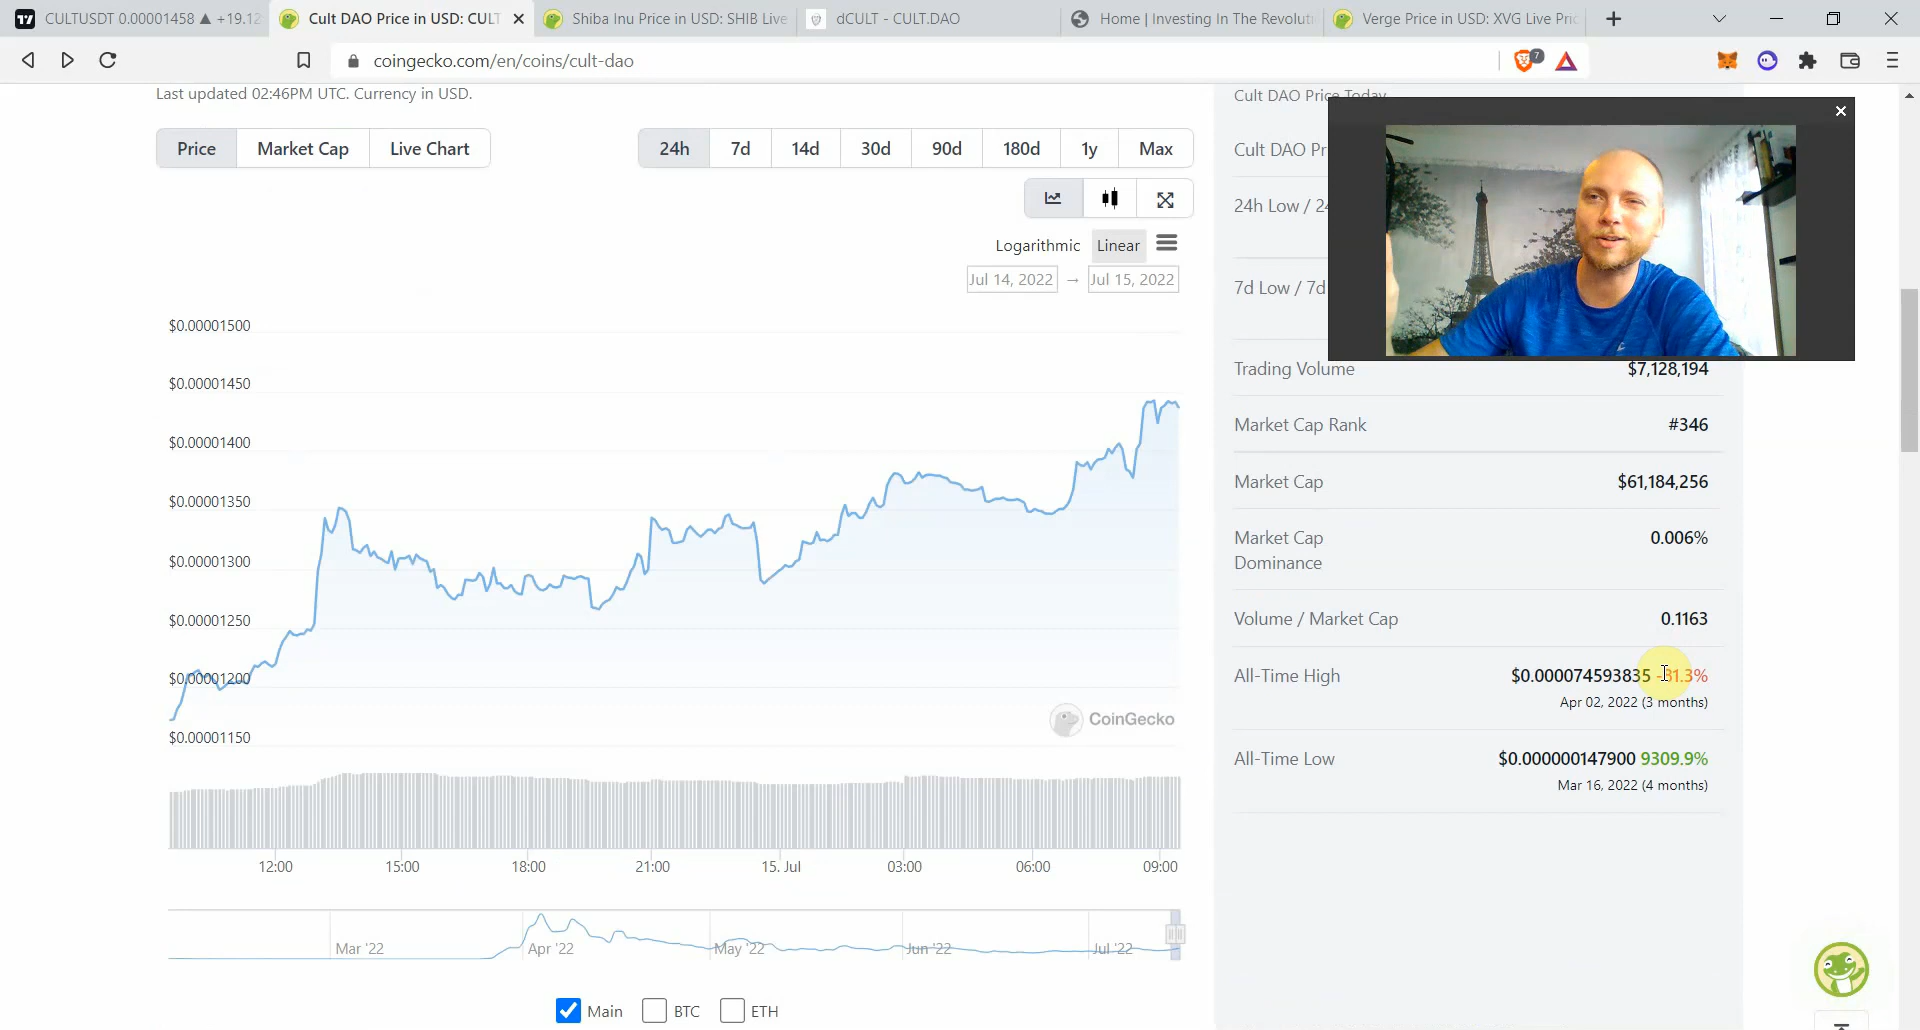 CULTUSDT 0.00001458 ▲ +19.12
Cult DAO Price in USD: CULT
Shiba Inu Price in USD: SHIB Live
dCULT - CULT.DAO
Home | Investing In The Revoluti
Verge Price in USD: XVG Live Pric
coingecko.com/en/coins/cult-dao
7
Last updated 02:46PM UTC. Currency in USD.
Price Market Cap Live Chart
24h 7d 14d 30d 90d 180d 1y Max
Logarithmic Linear
Jul 14, 2022 → Jul 15, 2022
$0.00001500
$0.00001450
$0.00001400
$0.00001350
$0.00001300
$0.00001250
$0.00001200
$0.00001150
CoinGecko
12:00 15:00 18:00 21:00 15. Jul 03:00 06:00 09:00
Mar '22 Apr '22 May '22 Jun '22 Jul '22
Main BTC ETH
Cult DAO Price Today
Cult DAO Pr
24h Low / 24
7d Low / 7d
Trading Volume $7,128,194
Market Cap Rank #346
Market Cap $61,184,256
Market Cap 0.006%
Dominance
Volume / Market Cap 0.1163
All-Time High $0.000074593835 -81.3%
Apr 02, 2022 (3 months)
All-Time Low $0.000000147900 9309.9%
Mar 16, 2022 (4 months)